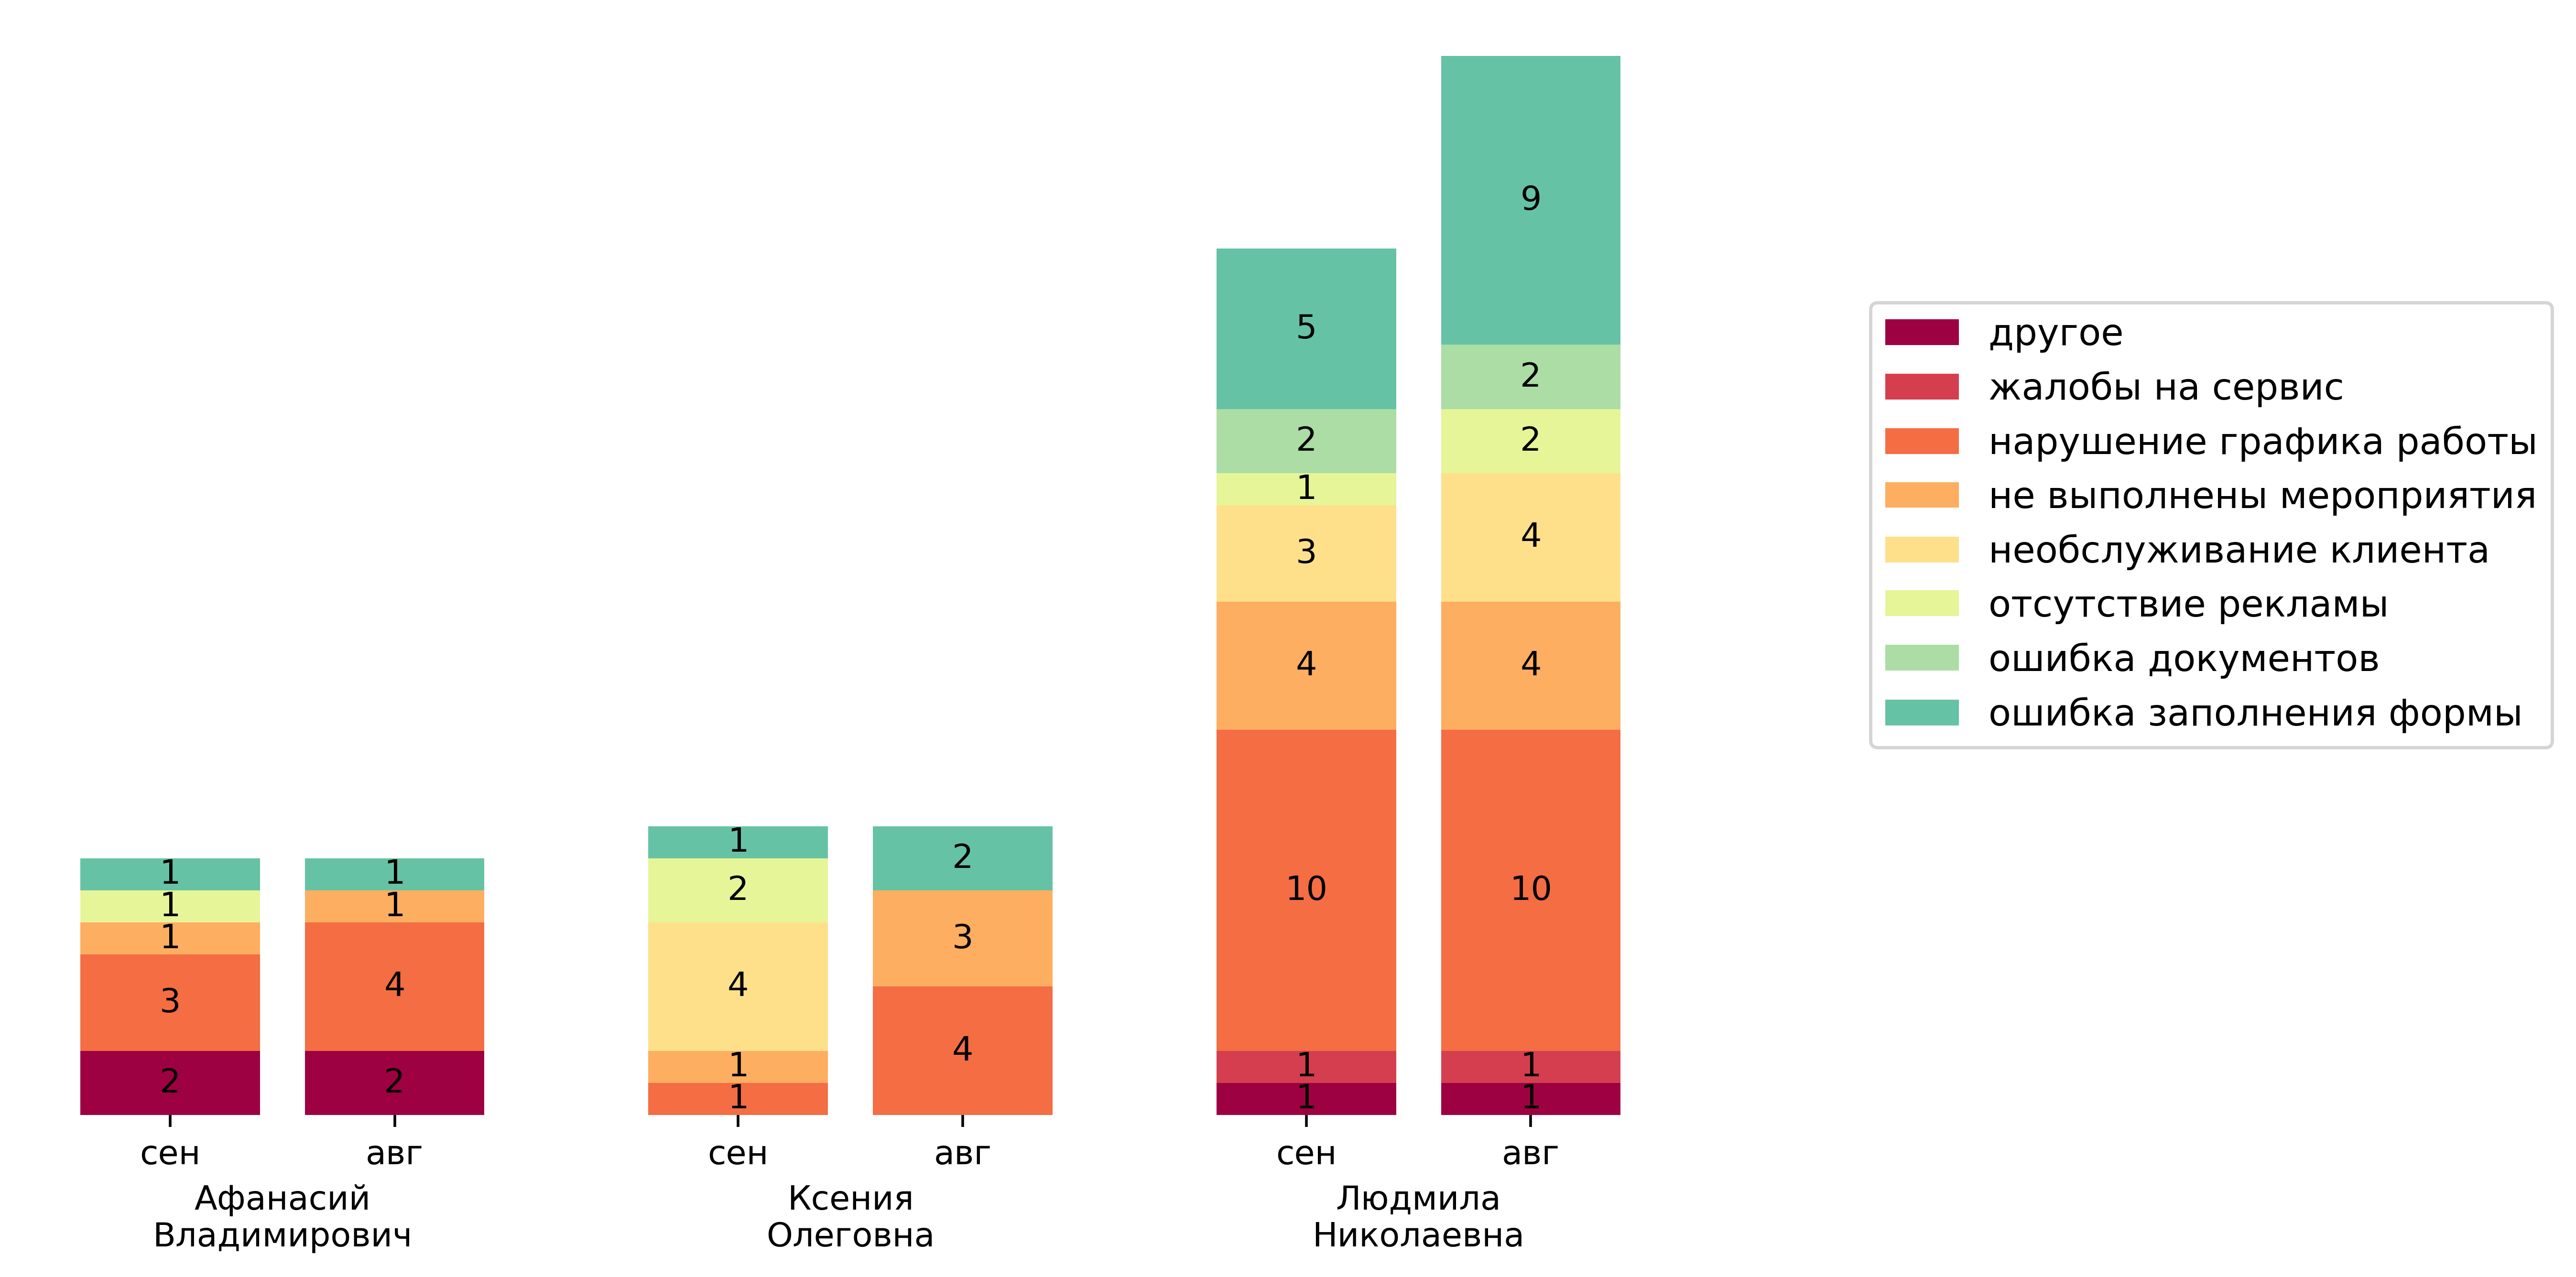 9
5
2
2
2
1
3
4
4
4
10
10
1
1
1
1
1
2
4
1
1
2
3
4
1
1
1
3
2
1
1
4
2
сен
авг
сен
авг
сен
авг
Афанасий
Владимирович
Ксения
Олеговна
Людмила
Николаевна
другое
жалобы на сервис
нарушение графика работы
не выполнены мероприятия
необслуживание клиента
отсутствие рекламы
ошибка документов
ошибка заполнения формы